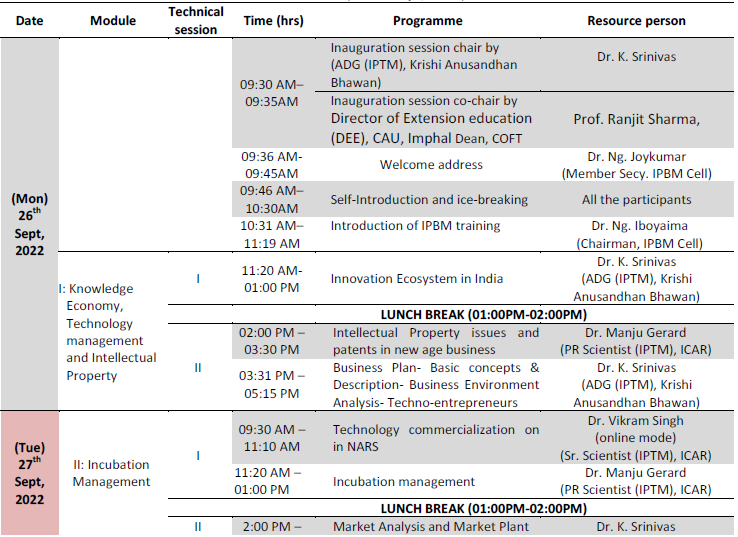 Date Module Technical session Time (hrs) Programme Resource person
(Mon) 26th Sept, 2022
09:30 AM–
09:35AM
Inauguration session chair by
(ADG (IPTM), Krishi Anusandhan
Bhawan)
Dr. K. Srinivas
Inauguration session co-chair by
Director of Extension education
(DEE), CAU, Imphal Dean, COFT
Prof. Ranjit Sharma,
09:36 AM-
09:45AM
Welcome address
Dr. Ng. Joykumar
(Member Secy. IPBM Cell)
09:46 AM–
10:30AM
Self-Introduction and ice-breaking
All the participants
10:31 AM–
11:19 AM
Introduction of IPBM training
Dr. Ng. Iboyaima
(Chairman, IPBM Cell)
I: Knowledge
Economy,
Technology
management
and Intellectual
Property
I
11:20 AM-
01:00 PM
Innovation Ecosystem in India
Dr. K. Srinivas
(ADG (IPTM), Krishi
Anusandhan Bhawan)
LUNCH BREAK (01:00PM-02:00PM)
II
02:00 PM –
03:30 PM
Intellectual Property issues and
patents in new age business
Dr. Manju Gerard
(PR Scientist (IPTM), ICAR)
03:31 PM –
05:15 PM
Business Plan- Basic concepts &
Description- Business Environment
Analysis- Techno-entrepreneurs
Dr. K. Srinivas
(ADG (IPTM), Krishi
Anusandhan Bhawan)
(Tue)
27th
Sept,
2022
II: Incubation
Management
I
09:30 AM –
11:10 AM
Technology commercialization on
in NARS
Dr. Vikram Singh
(online mode)
(Sr. Scientist (IPTM), ICAR)
11:20 AM –
01:00 PM
Incubation management
Dr. Manju Gerard
(PR Scientist (IPTM), ICAR)
LUNCH BREAK (01:00PM-02:00PM)
II
2:00 PM –
Market Analysis and Market Plant
Dr. K. Srinivas